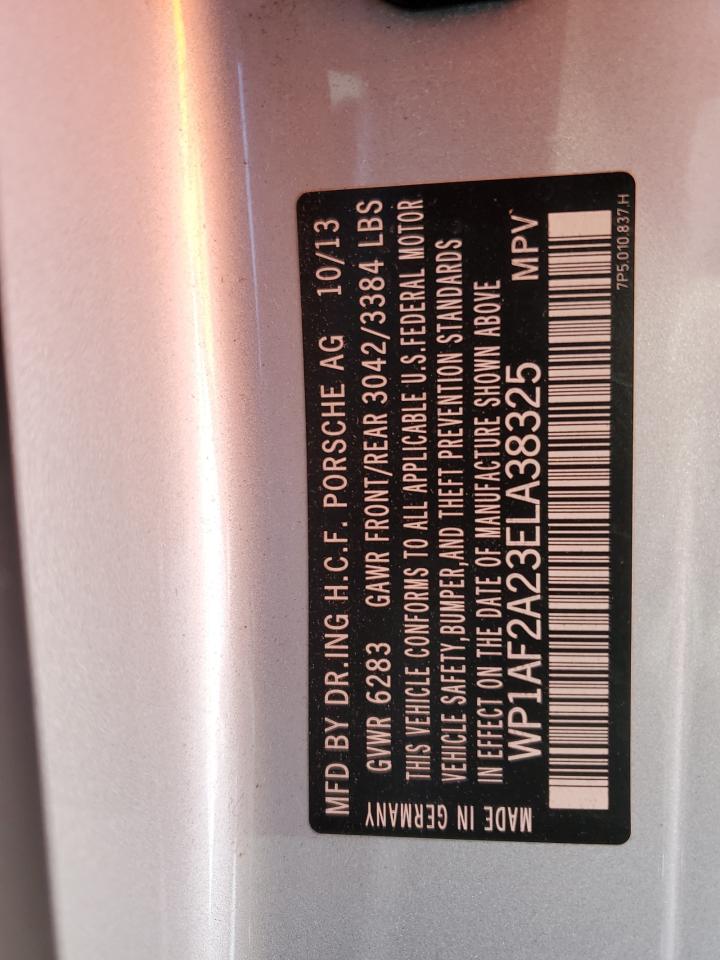 MFD BY DR.ING H.C.F. PORSCHE AG 10/13
GVWR 6283 GAWR FRONT/REAR 3042/3384 LBS
THIS VEHICLE CONFORMS TO ALL APPLICABLE U.S.FEDERAL MOTOR
VEHICLE SAFETY,BUMPER,AND THEFT PREVENTION STANDARDS
IN EFFECT ON THE DATE OF MANUFACTURE SHOWN ABOVE
WP1AF2A23ELA38325 MPV
MADE IN GERMANY
7P5.010.837.H